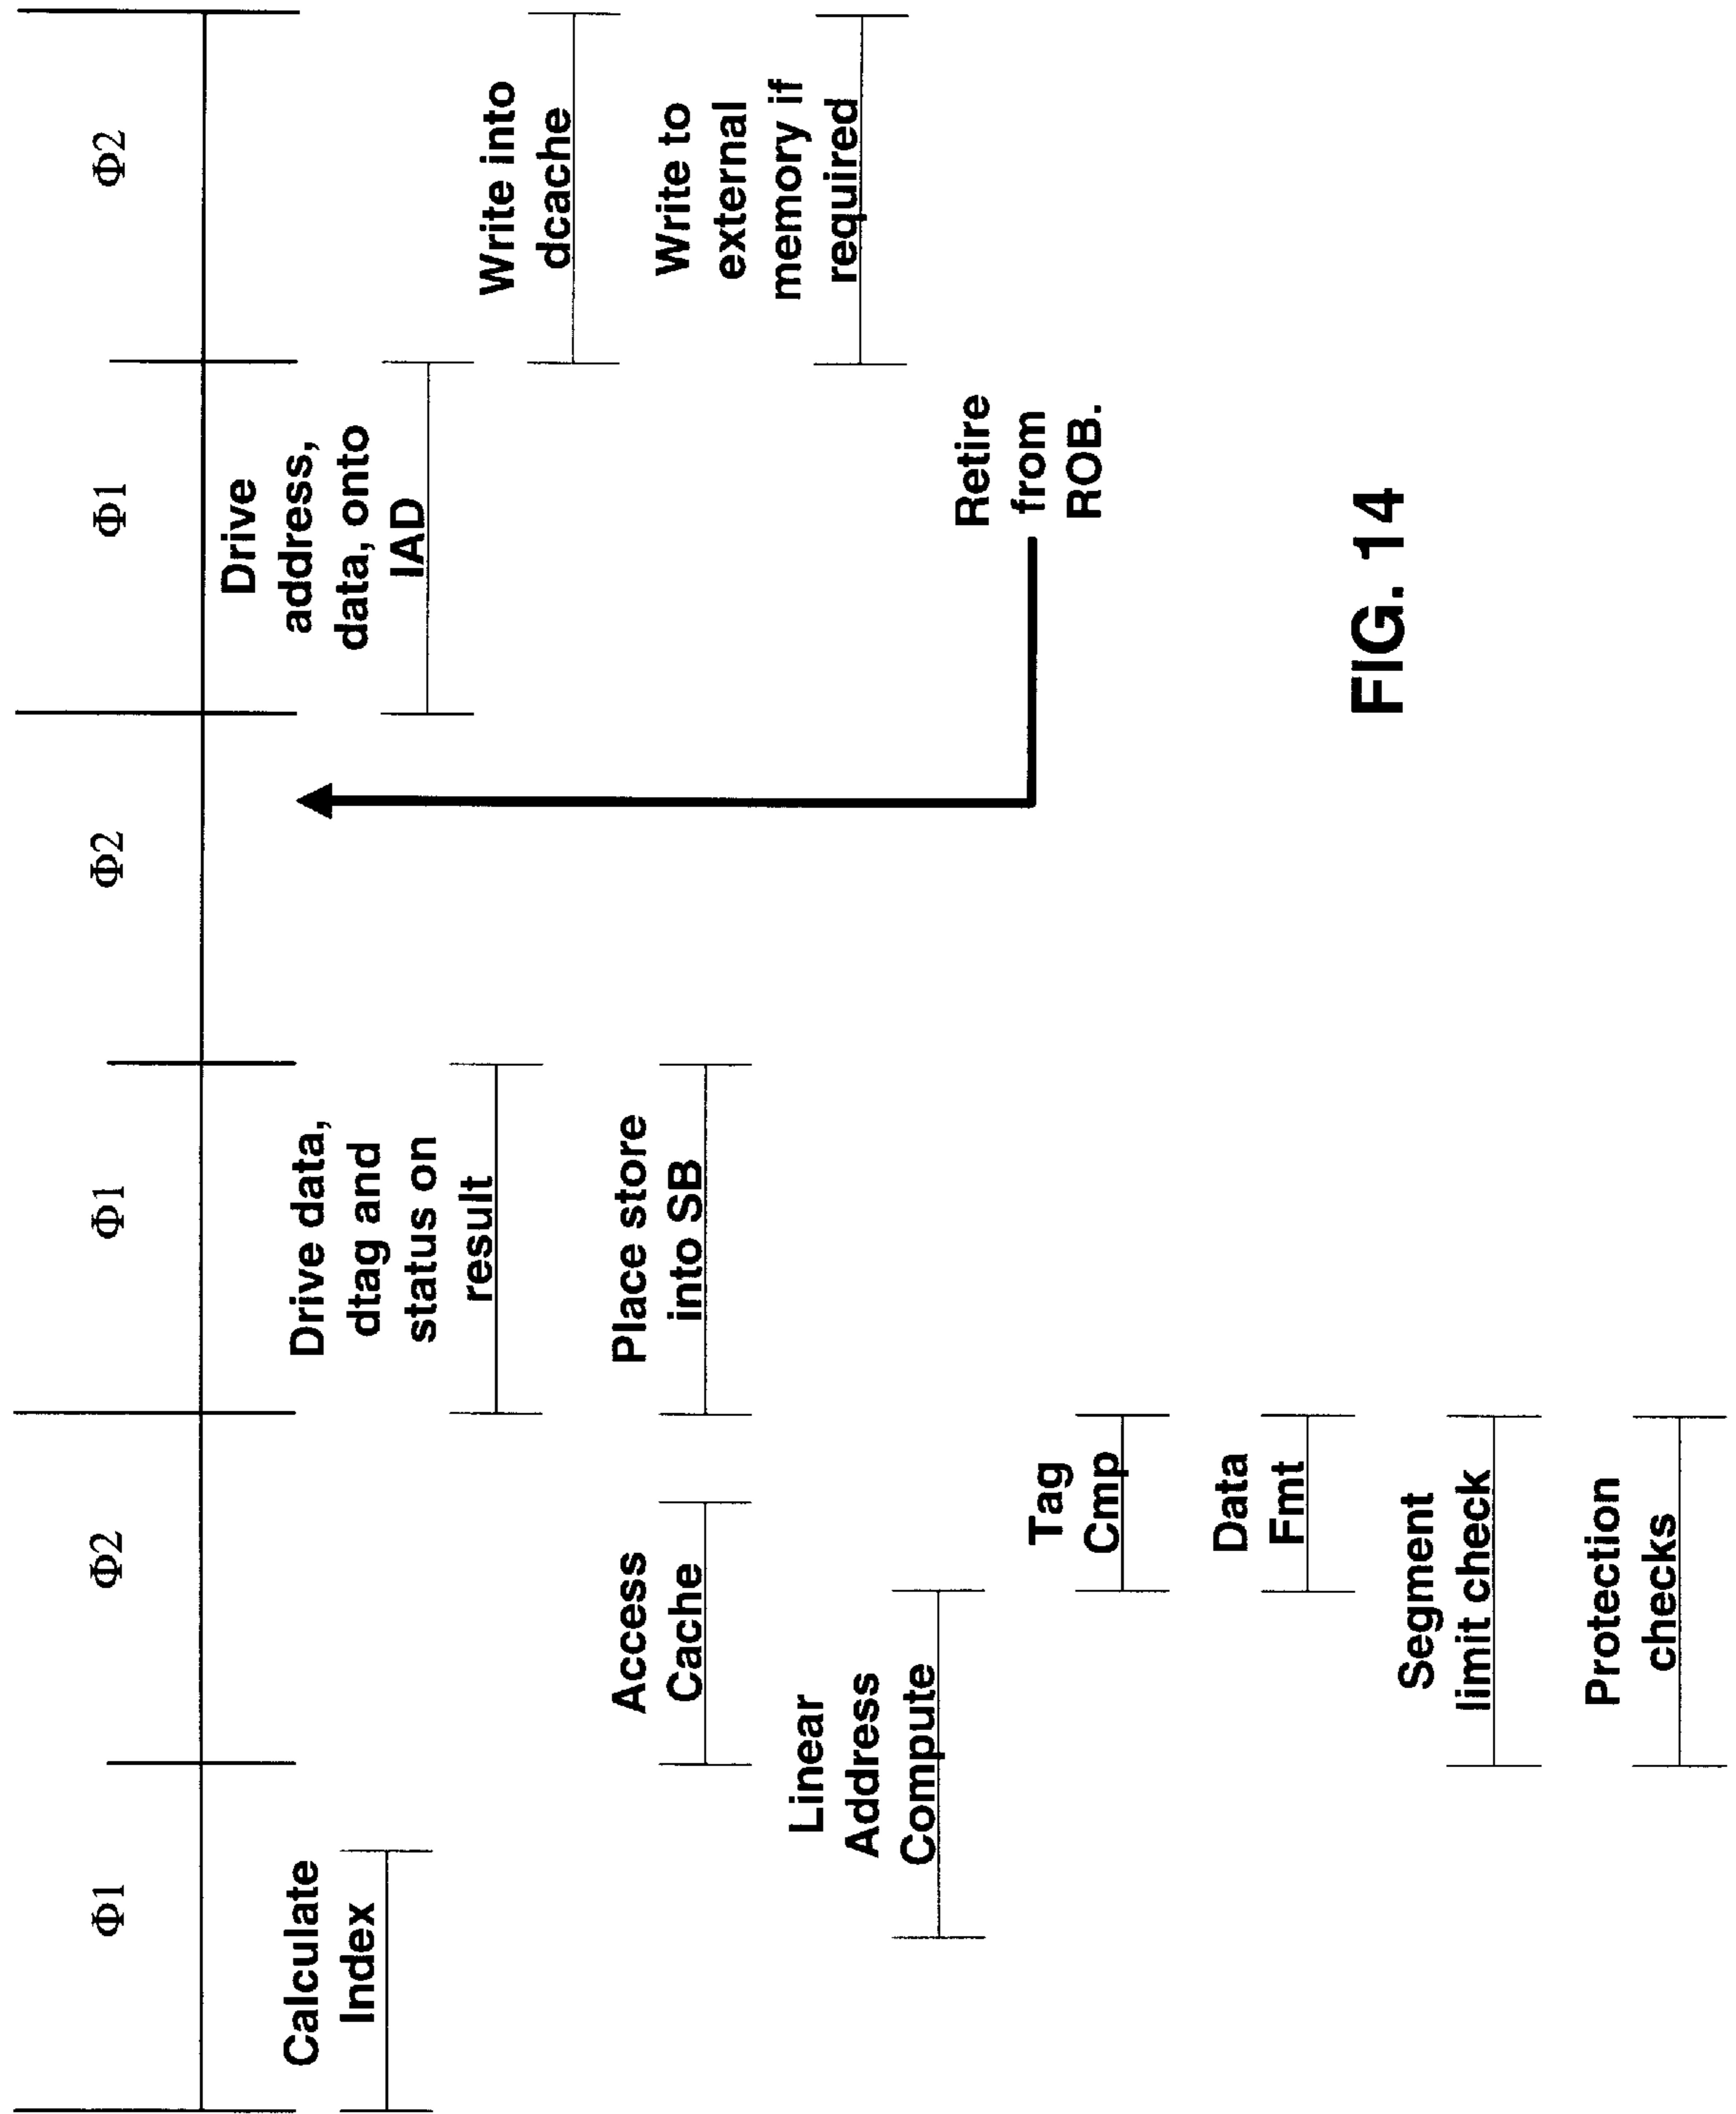 Φ1
Φ2
Φ1
Φ2
Φ1
Φ2
Calculate
Index
Access
Cache
Linear
Address
Compute
Tag
Cmp
Data
Fmt
Segment
limit check
Protection
checks
Drive data,
dtag and
status on
result
Place store
into SB
Drive
address,
data, onto
IAD
Retire
from
ROB.
Write into
dcache
Write to
external
memory if
required
FIG. 14